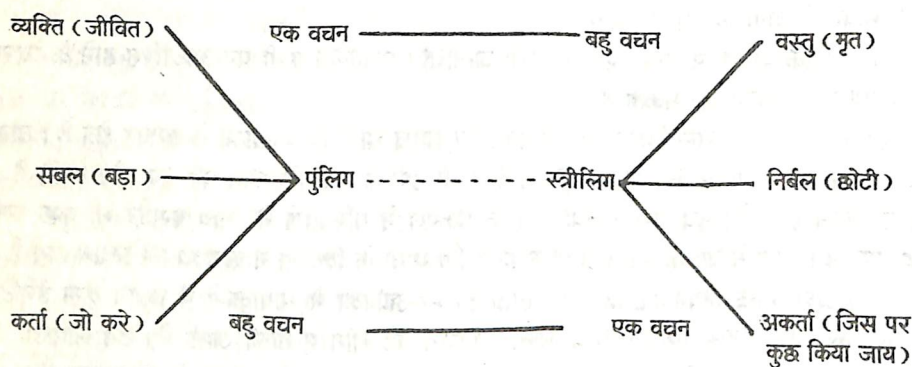 व्यक्ति (जीवित) एक वचन बहु वचन वस्तु (मृत)
सबल (बड़ा) पुंलिग स्त्रीलिंग निर्बल (छोटी)
कर्ता (जो करे) बहु वचन एक वचन अकर्ता (जिस पर
कुछ किया जाय)